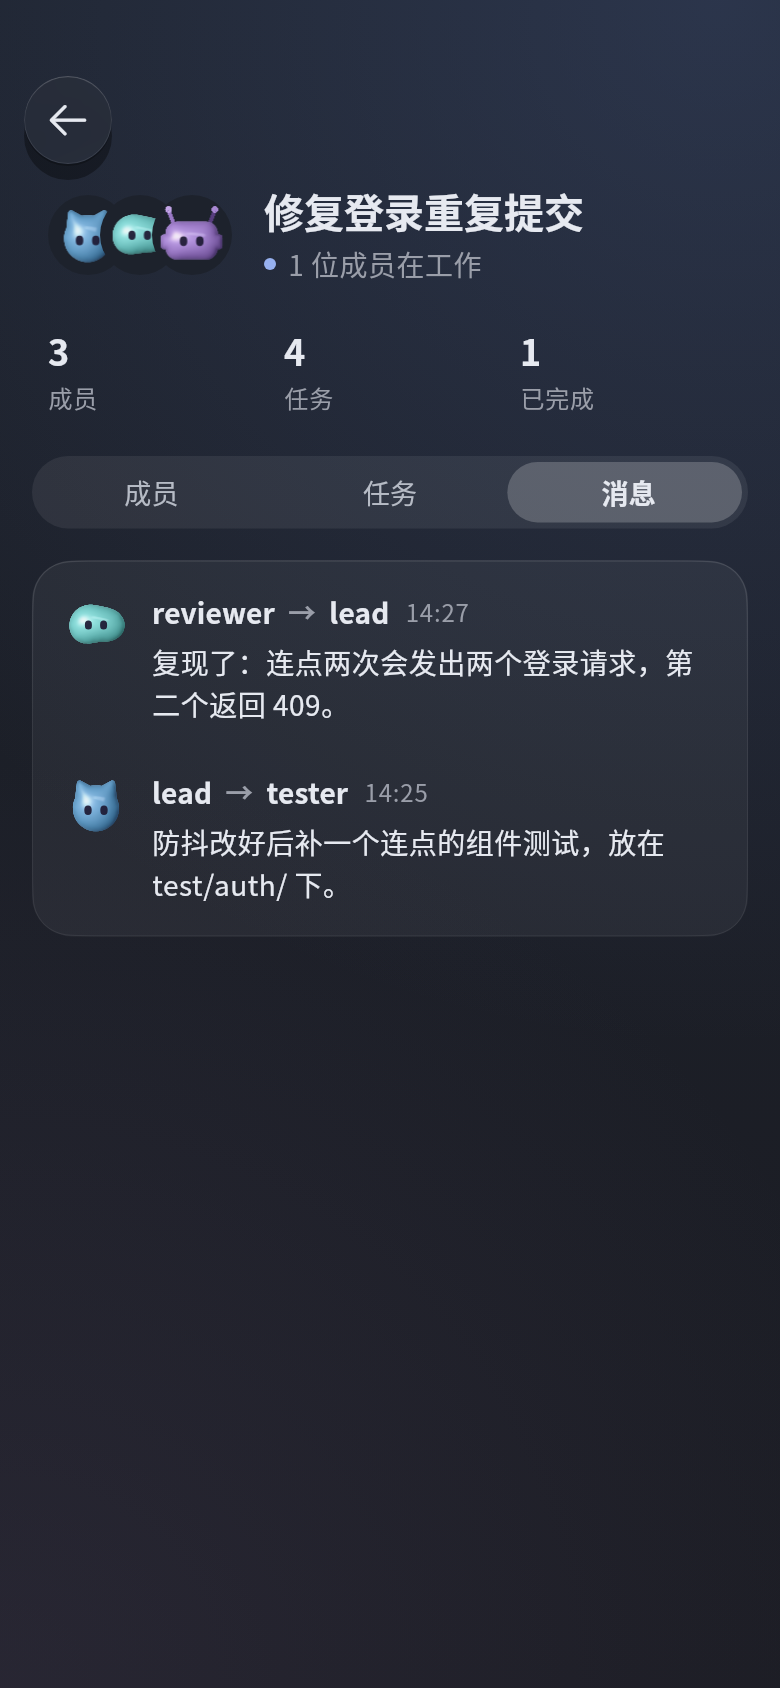 修复登录重复提交
1 位成员在工作
3
成员
4
任务
1
已完成
成员
任务
消息
reviewer → lead 14:27
复现了：连点两次会发出两个登录请求，第
二个返回 409。
lead → tester 14:25
防抖改好后补一个连点的组件测试，放在
test/auth/ 下。